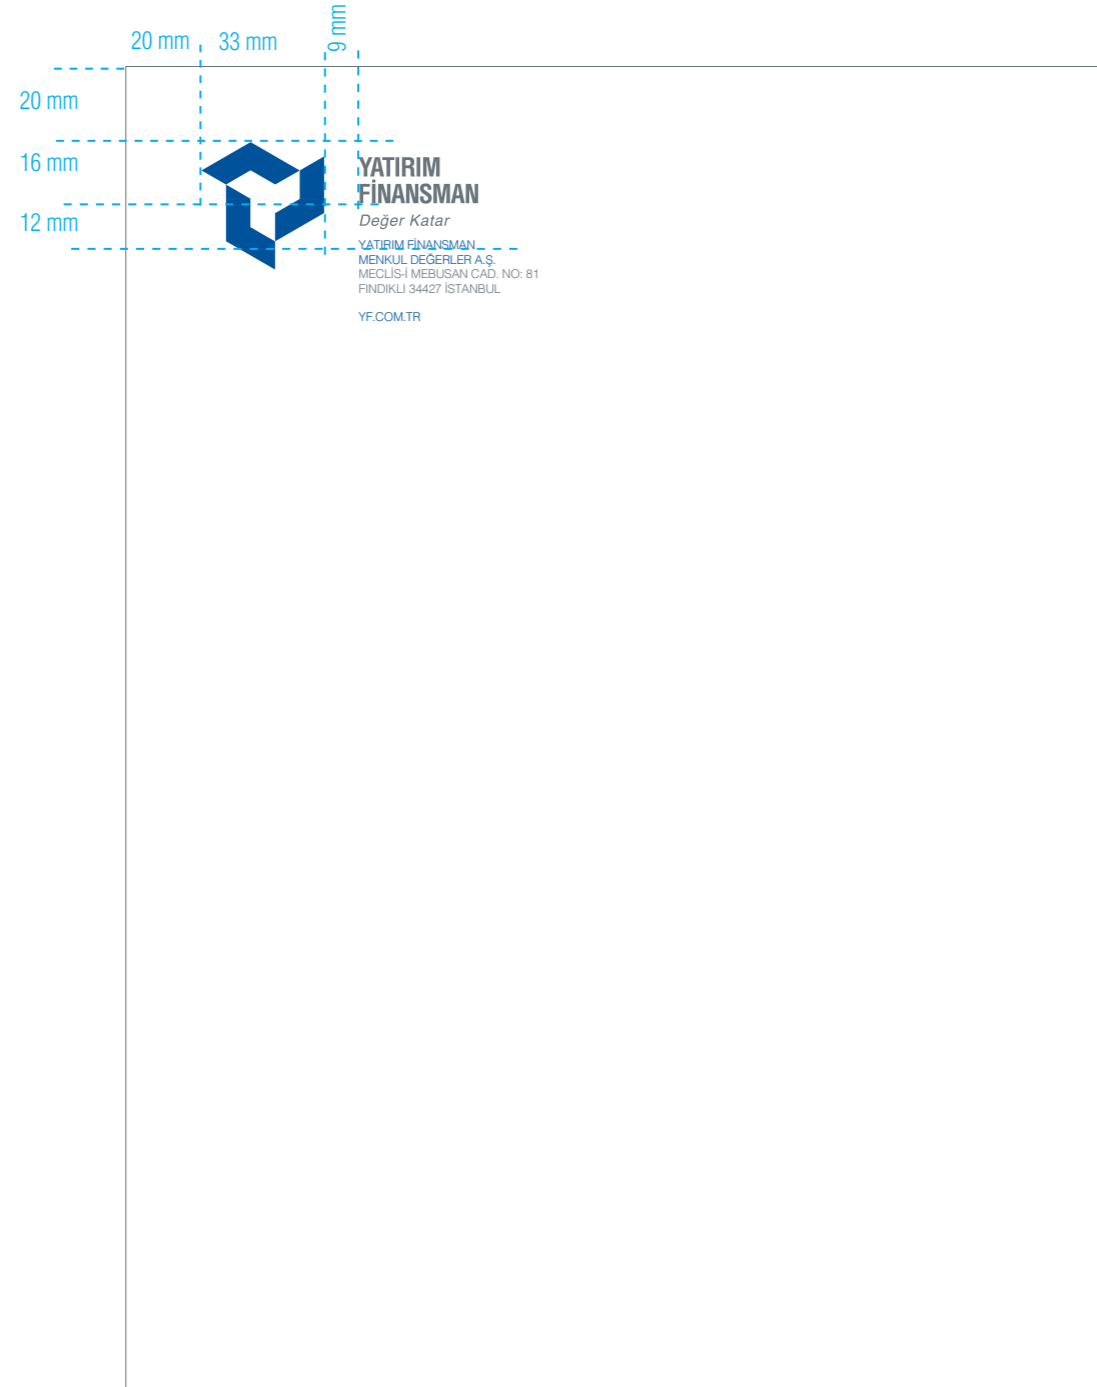 20 mm
33 mm
9 mm
20 mm
16 mm
12 mm
YATIRIM
FİNANSMAN
Değer Katar
YATIRIM FİNANSMAN
MENKUL DEĞERLER A.Ş.
MECLİS-İ MEBUSAN CAD. NO: 81
FINDIKLI 34427 İSTANBUL
YF.COM.TR